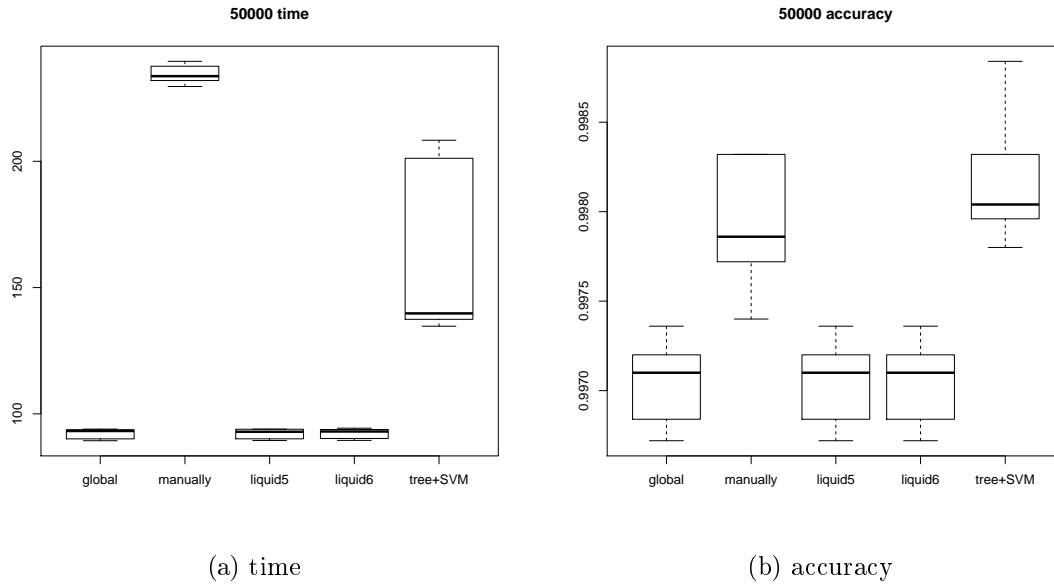 50000 time
200
150
100
global
manually
liquid5
liquid6
tree+SVM
(a) time
50000 accuracy
0.9985
0.9980
0.9975
0.9970
global
manually
liquid5
liquid6
tree+SVM
(b) accuracy